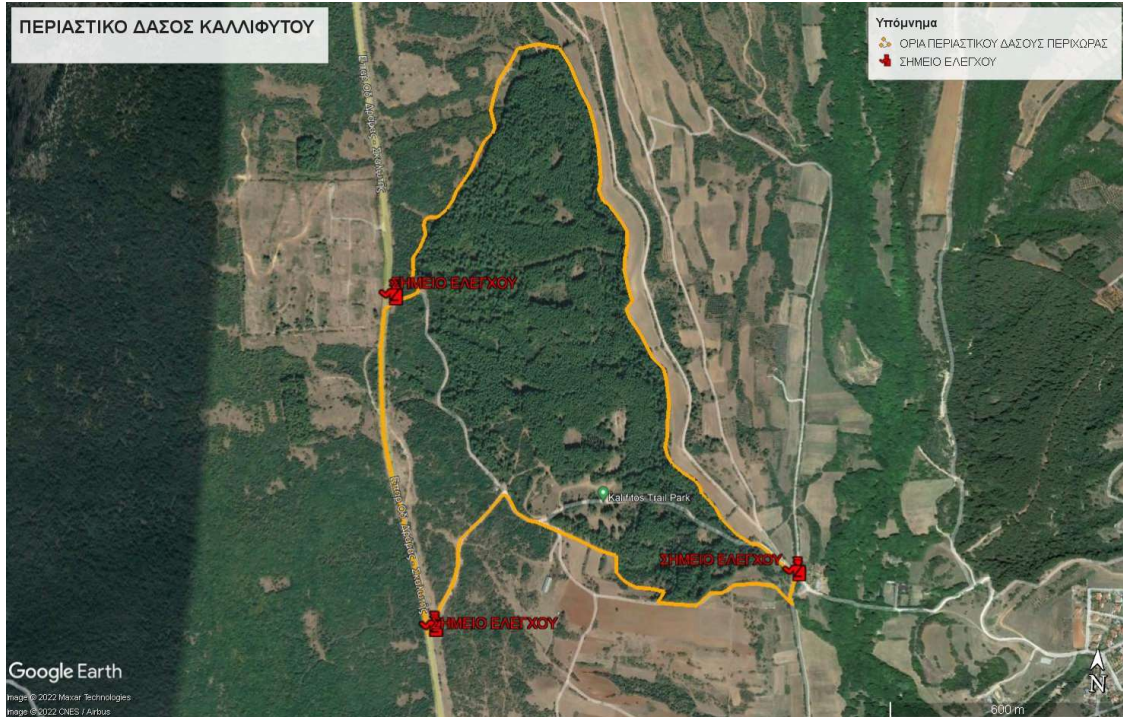 ΠΕΡΙΑΣΤΙΚΟ ΔΑΣΟΣ ΚΑΛΛΙΦΥΤΟΥ
Υπόμνημα
ΟΡΙΑ ΠΕΡΙΑΣΤΙΚΟΥ ΔΑΣΟΥΣ ΠΕΡΙΧΩΡΑΣ
ΣΗΜΕΙΟ ΕΛΕΓΧΟΥ
ΣΗΜΕΙΟ ΕΛΕΓΧΟΥ
Kalifitos Trail Park
ΣΗΜΕΙΟ ΕΛΕΓΧΟΥ
ΣΗΜΕΙΟ ΕΛΕΓΧΟΥ
Google Earth
Image © 2022 Maxar Technologies
Image © 2022 CNES / Airbus
N
600 m